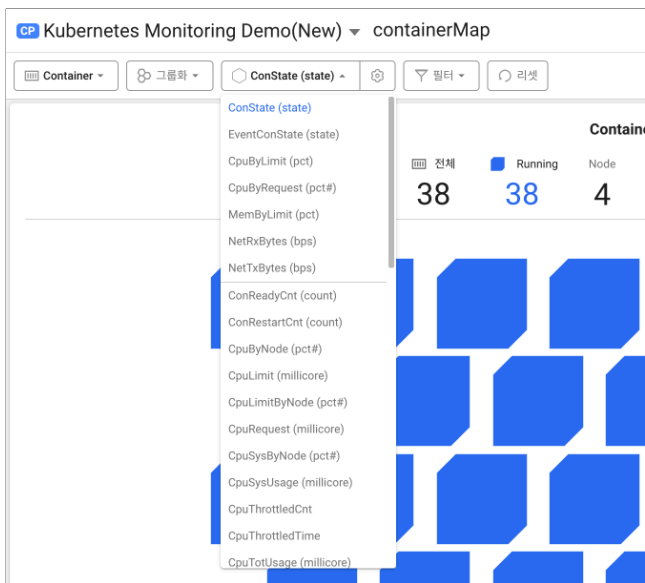 CP Kubernetes Monitoring Demo(New) containerMap
Container 그룹화 ConState (state) 필터 리셋
ConState (state)
EventConState (state)
CpuByLimit (pct)
CpuByRequest (pct#)
MemByLimit (pct)
NetRxBytes (bps)
NetTxBytes (bps)
ConReadyCnt (count)
ConRestartCnt (count)
CpuByNode (pct#)
CpuLimit (millicore)
CpuLimitByNode (pct#)
CpuRequest (millicore)
CpuSysByNode (pct#)
CpuSysUsage (millicore)
CpuThrottledCnt
CpuThrottledTime
CpuTotUsage (millicore)
Containe
전체 Running Node
38 38 4